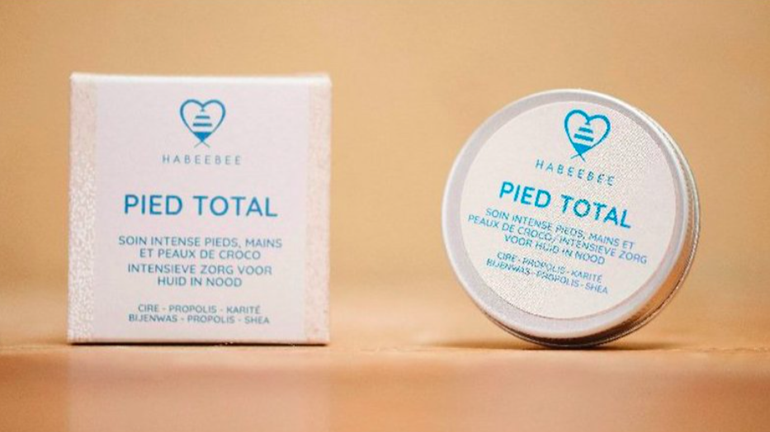 HABEEBEE
PIED TOTAL
SOIN INTENSE PIEDS, MAINS
ET PEAUX DE CROCO
INTENSIEVE ZORG VOOR
HUID IN NOOD
CIRE - PROPOLIS - KARITÉ
BIJENWAS - PROPOLIS - SHEA
HABEEBEE
PIED TOTAL
SOIN INTENSE PIEDS, MAINS ET
PEAUX DE CROCO/INTENSIEVE ZORG
VOOR HUID IN NOOD
CIRE - PROPOLIS - KARITÉ
BIJENWAS - PROPOLIS - SHEA